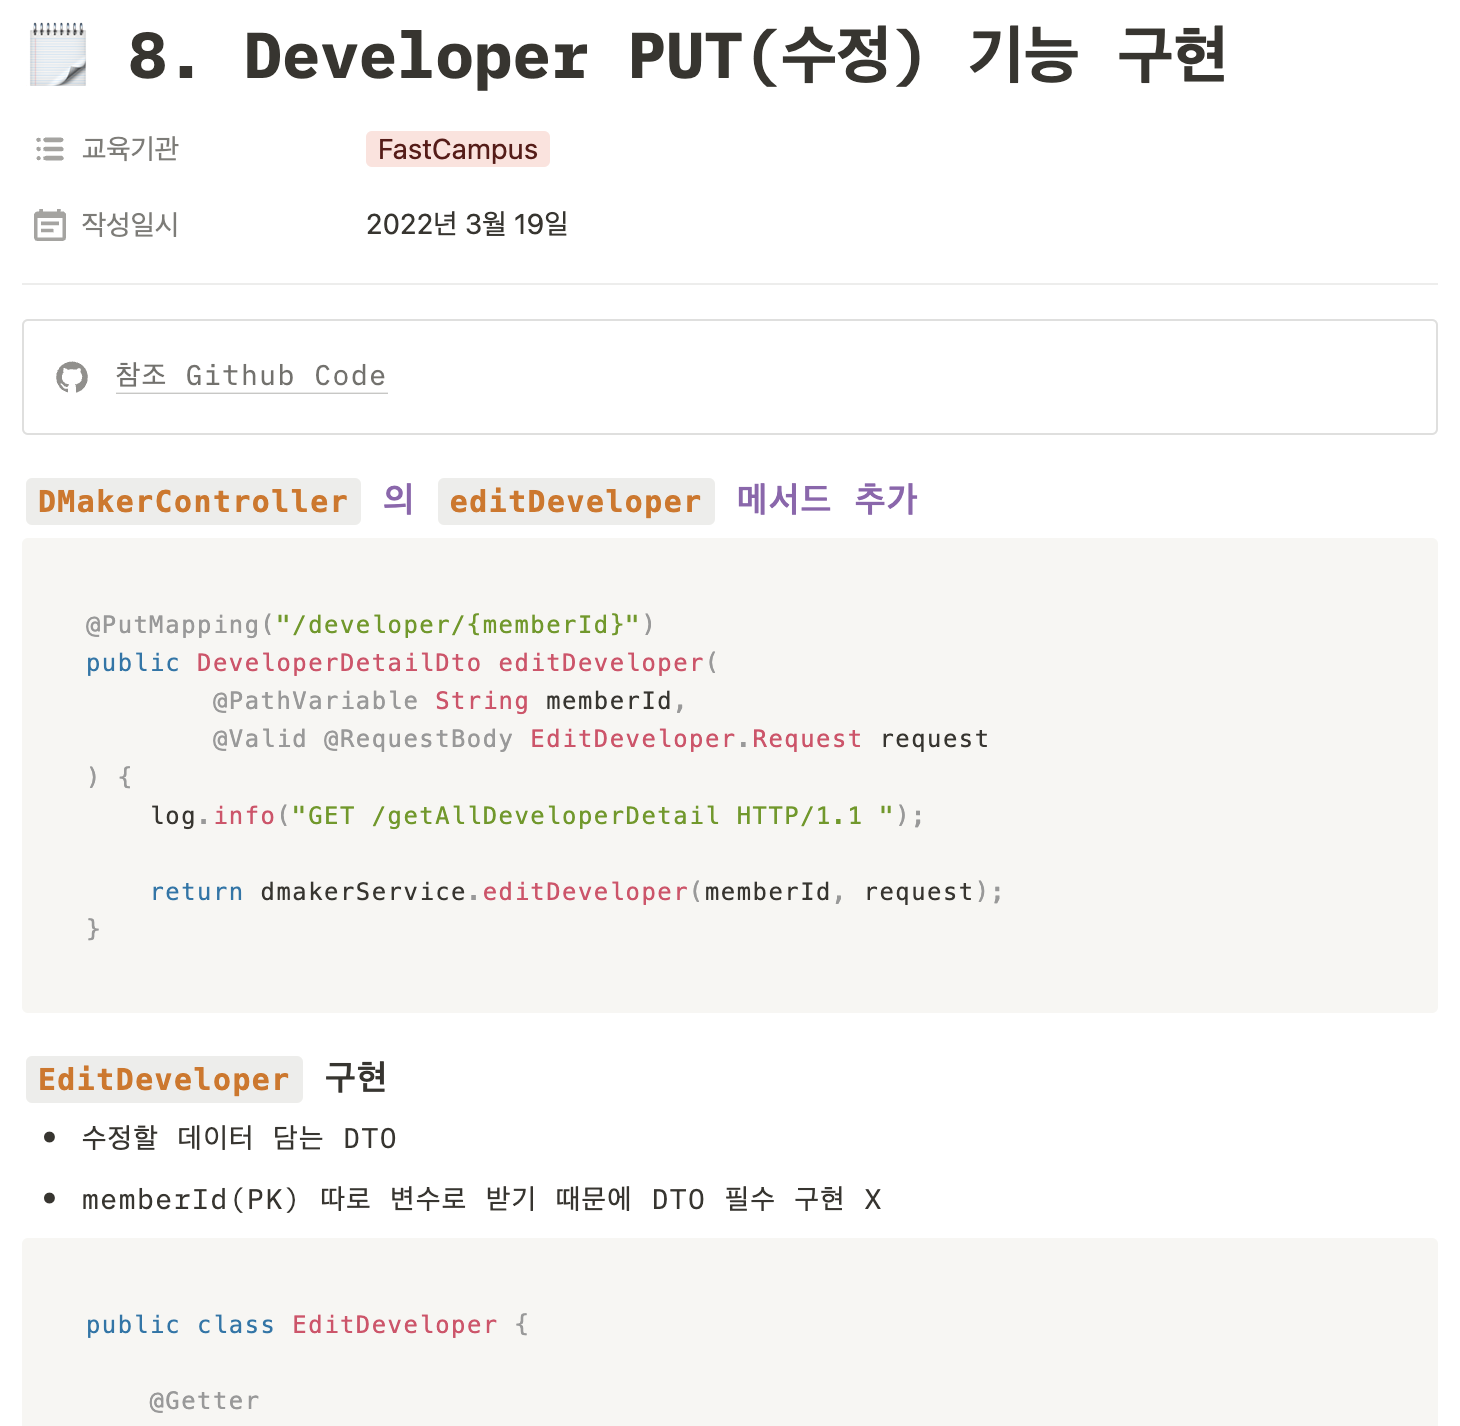 8. Developer PUT(수정) 기능 구현
교육기관 FastCampus
작성일시 2022년 3월 19일
참조 Github Code
DMakerController 의 editDeveloper 메서드 추가
@PutMapping("/developer/{memberId}")
public DeveloperDetailDto editDeveloper(
        @PathVariable String memberId,
        @Valid @RequestBody EditDeveloper.Request request
) {
    log.info("GET /getAllDeveloperDetail HTTP/1.1 ");
    return dmakerService.editDeveloper(memberId, request);
}
EditDeveloper 구현
• 수정할 데이터 담는 DTO
• memberId(PK) 따로 변수로 받기 때문에 DTO 필수 구현 X
public class EditDeveloper {
    @Getter